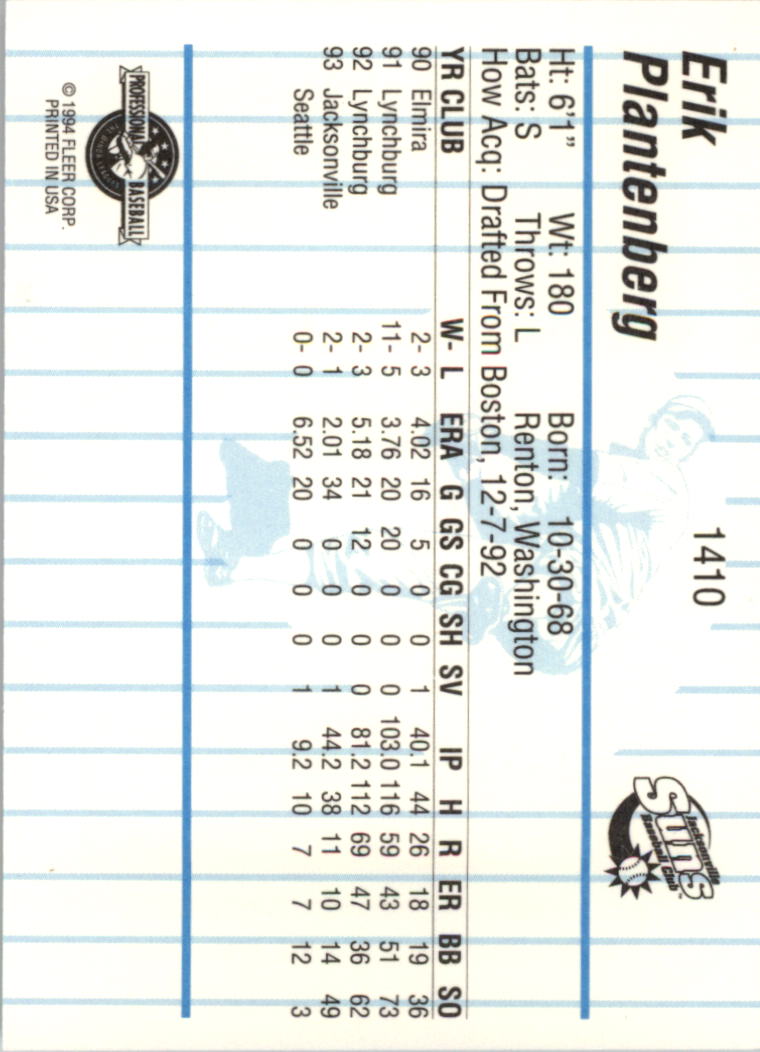 Erik
Plantenberg
1410
Jacksonville
Suns
Baseball Club
Ht: 6'1" Wt: 180 Born: 10-30-68
Bats: S Throws: L Renton, Washington
How Acq: Drafted From Boston, 12-7-92
YR CLUB W- L ERA G GS CG SH SV IP H R ER BB SO
90 Elmira 2- 3 4.02 16 5 0 0 1 40.1 44 26 18 19 36
91 Lynchburg 11- 5 3.76 20 20 0 0 0 103.0 116 59 43 51 73
92 Lynchburg 2- 3 5.18 21 12 0 0 0 81.2 112 69 47 36 62
93 Jacksonville 2- 1 2.01 34 0 0 0 1 44.2 38 11 10 14 49
Seattle 0- 0 6.52 20 0 0 0 1 9.2 10 7 7 12 3
PROFESSIONAL BASEBALL
© 1994 FLEER CORP.
PRINTED IN USA